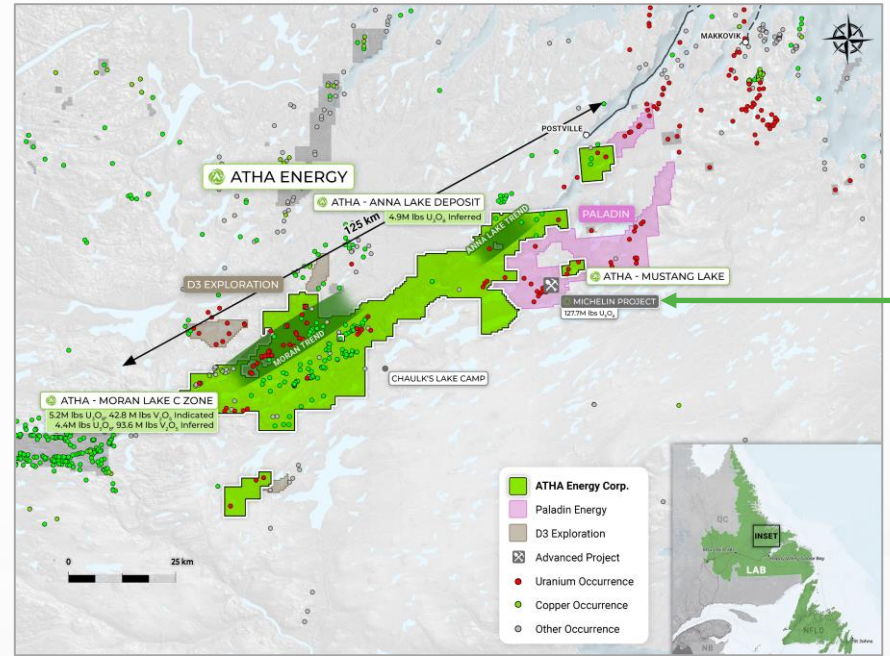 MAKKOVIK
POSTVILLE
ATHA ENERGY
ATHA - ANNA LAKE DEPOSIT
4.9M lbs U₃O₈ Inferred
125 km
ANNA LAKE TREND
PALADIN
D3 EXPLORATION
ATHA - MUSTANG LAKE
MICHELIN PROJECT
127.7M lbs U₃O₈
MORAN TREND
CHAULK'S LAKE CAMP
ATHA - MORAN LAKE C ZONE
5.2M lbs U₃O₈, 42.8 M lbs V₂O₅ Indicated
4.4M lbs U₃O₈, 93.6 M lbs V₂O₅ Inferred
0 25 km
ATHA Energy Corp.
Paladin Energy
D3 Exploration
Advanced Project
Uranium Occurrence
Copper Occurrence
Other Occurrence
QC
INSET
LAB
NFLD
St. Johns
NB